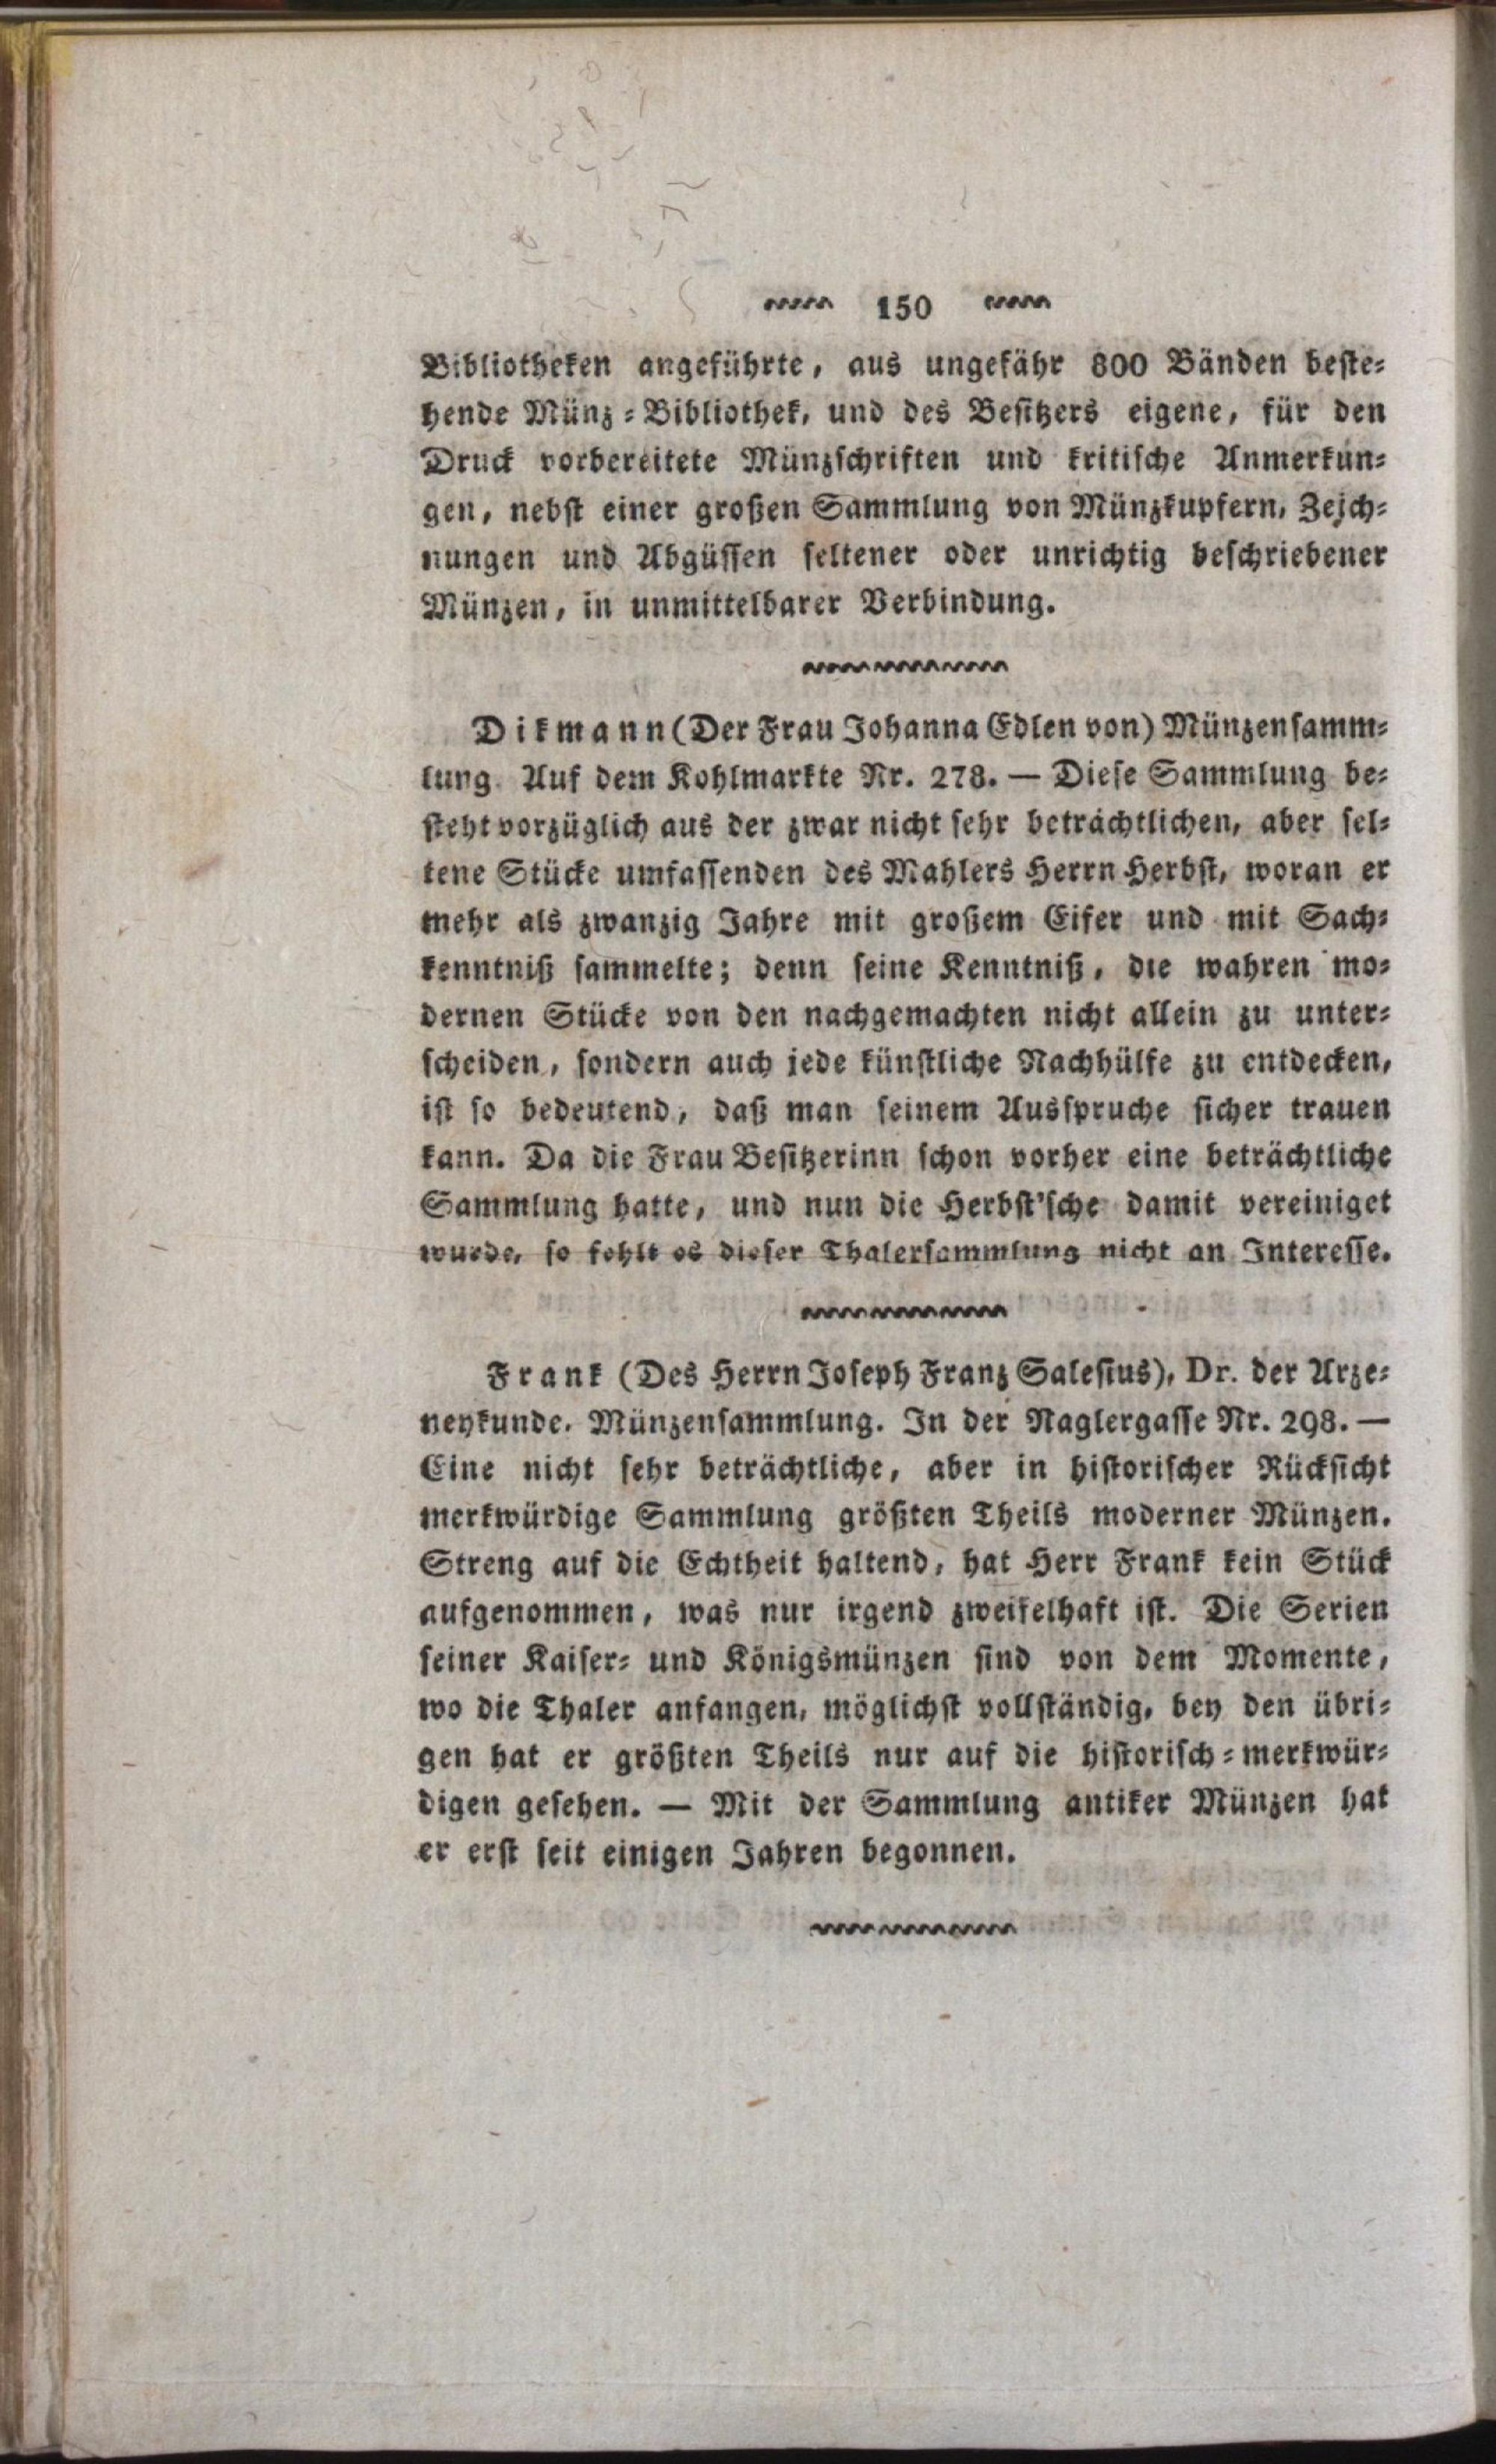 150
Bibliotheken angeführte, aus ungefähr 800 Bänden beste-
hende Münz-Bibliothek, und des Besitzers eigene, für den
Druck vorbereitete Münzschriften und kritische Anmerkun-
gen, nebst einer großen Sammlung von Münzkupfern, Zeich-
nungen und Abgüssen seltener oder unrichtig beschriebener
Münzen, in unmittelbarer Verbindung.
Dikmann (Der Frau Johanna Edlen von) Münzensamm-
lung. Auf dem Kohlmarkte Nr. 278. — Diese Sammlung be-
steht vorzüglich aus der zwar nicht sehr beträchtlichen, aber sel-
tene Stücke umfassenden des Mahlers Herrn Herbst, woran er
mehr als zwanzig Jahre mit großem Eifer und mit Sach-
kenntniß sammelte; denn seine Kenntniß, die wahren mo-
dernen Stücke von den nachgemachten nicht allein zu unter-
scheiden, sondern auch jede künstliche Nachhülfe zu entdecken,
ist so bedeutend, daß man seinem Ausspruche sicher trauen
kann. Da die Frau Besitzerinn schon vorher eine beträchtliche
Sammlung hatte, und nun die Herbst'sche damit vereiniget
wurde, so fehlt es dieser Thalersammlung nicht an Interesse.
Frank (Des Herrn Joseph Franz Salesius), Dr. der Arze-
neykunde. Münzensammlung. In der Naglergasse Nr. 298. —
Eine nicht sehr beträchtliche, aber in historischer Rücksicht
merkwürdige Sammlung größten Theils moderner Münzen.
Streng auf die Echtheit haltend, hat Herr Frank kein Stück
aufgenommen, was nur irgend zweifelhaft ist. Die Serien
seiner Kaiser- und Königsmünzen sind von dem Momente,
wo die Thaler anfangen, möglichst vollständig, bey den übri-
gen hat er größten Theils nur auf die historisch-merkwür-
digen gesehen. — Mit der Sammlung antiker Münzen hat
er erst seit einigen Jahren begonnen.